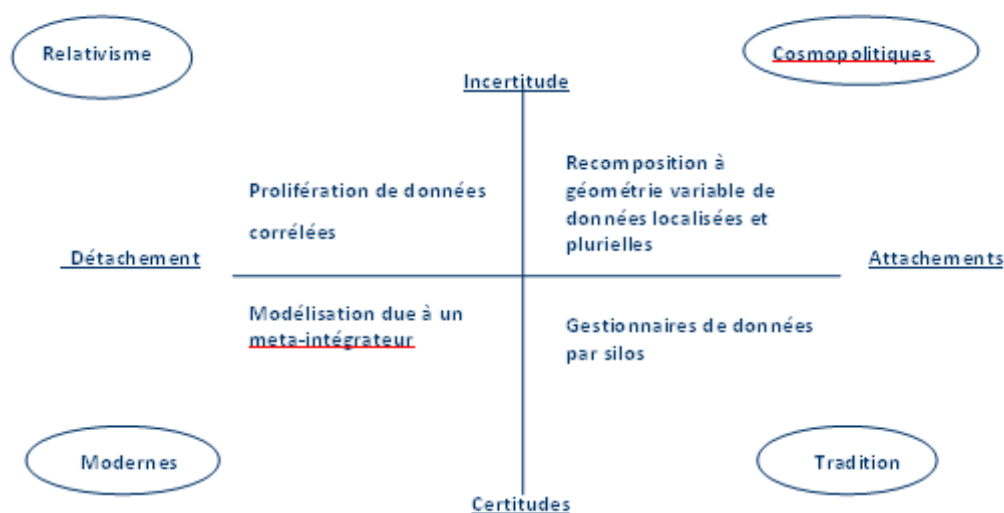 Relativisme
Cosmopolitiques
Incertitude
Prolifération de données
corrélées
Recomposition à
géométrie variable de
données localisées et
plurielles
Détachement
Attachements
Modélisation due à un
meta-intégrateur
Gestionnaires de données
par silos
Modernes
Tradition
Certitudes